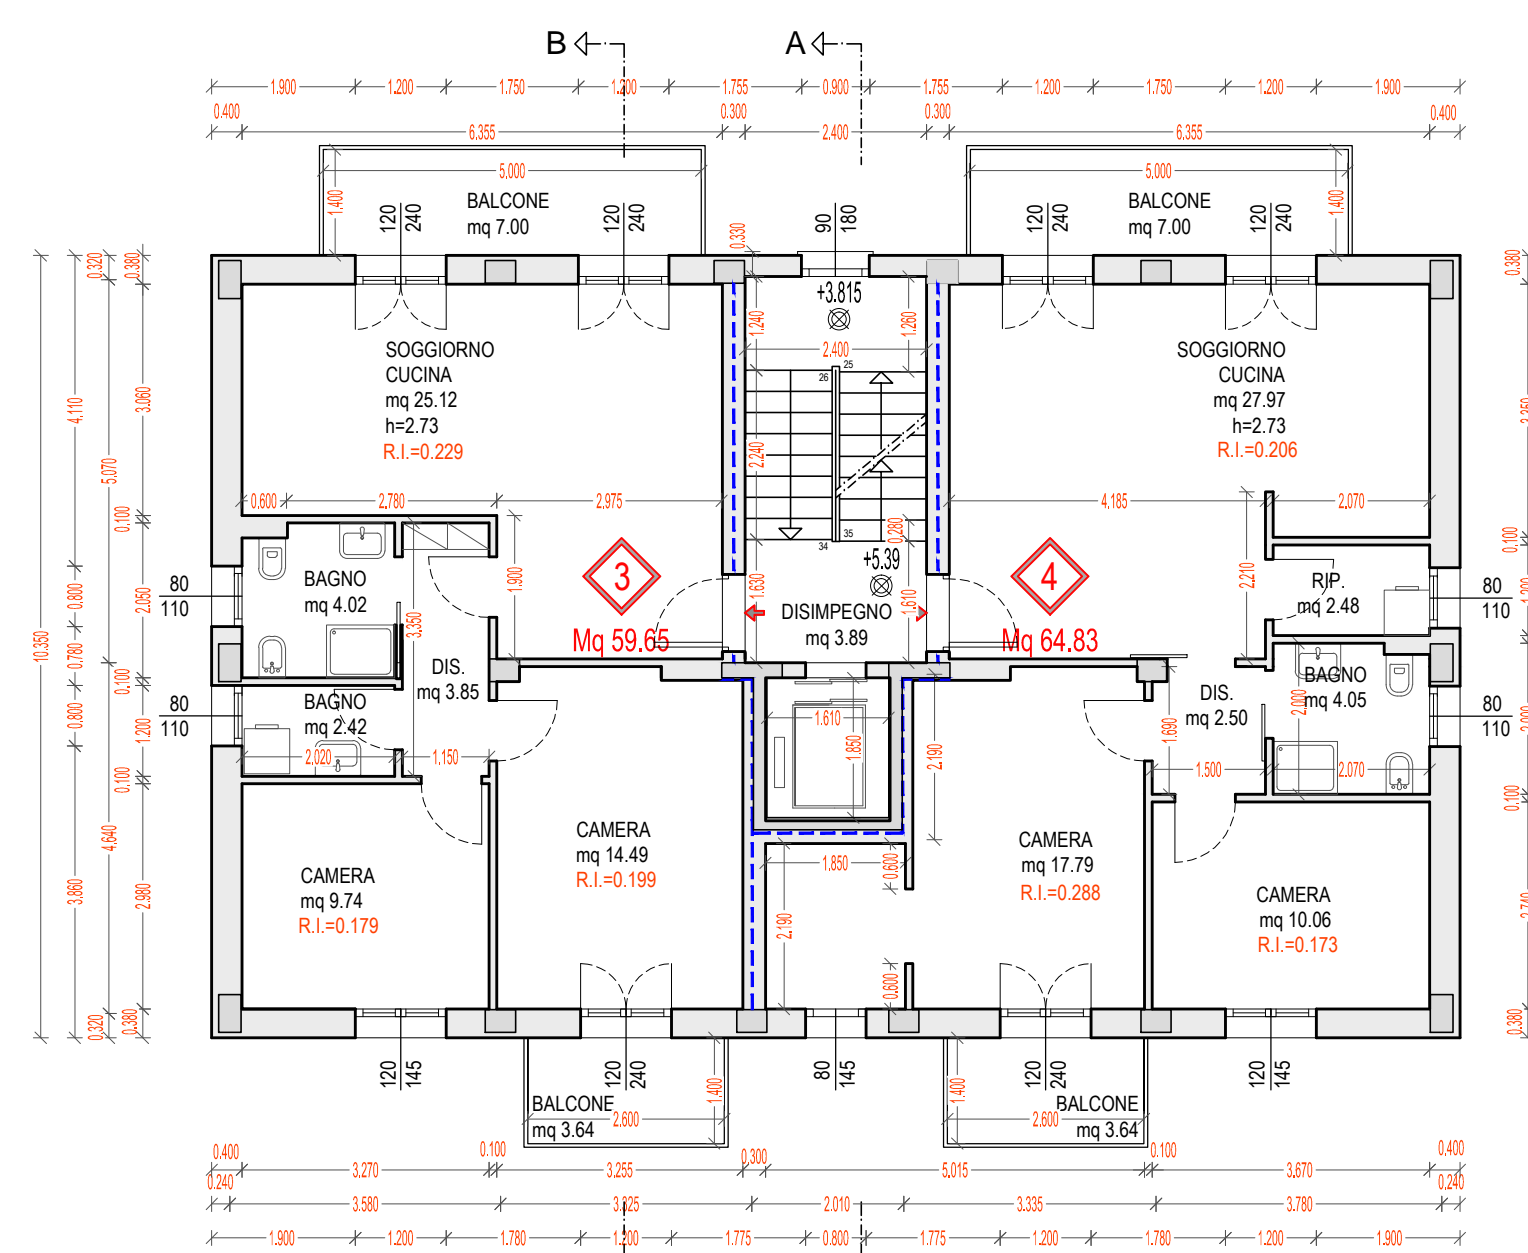 B A
1.900 1.200 1.750 1.200 1.755 0.900 1.755 1.200 1.750 1.200 1.900
0.400 0.300 0.300 0.400
6.355 2.400 6.355
5,000 5,000
1,400 1,400
BALCONE
mq 7.00
BALCONE
mq 7.00
120 240 120 240 90 180 120 240 120 240
0.330
0.320 0.380 0.380
+3.815
1.240 1.260
2.400
SOGGIORNO
CUCINA
mq 25.12
h=2.73
R.I.=0.229
SOGGIORNO
CUCINA
mq 27.97
h=2.73
R.I.=0.206
26 25
34 35
4,110 3.060 5,070 10.350
2.240 0.280
0,600 2,780 2,975 4,185 2,070
0.100 0.100
+5.39
3 4
Mq 59.65 Mq 64.83
1,900 1.630 1.610 2,210
DISIMPEGNO
mq 3.89
80
110
80
110
BAGNO
mq 4.02
0,800 2.050 0.780 3,350
0.100
DIS.
mq 3.85
RIP.
mq 2.48
80
110
80
110
BAGNO
mq 2.42
0.800 1.200
2,020 1,150
0.100
DIS.
mq 2.50
BAGNO
mq 4.05
2,000 1,690
1,500 2,070
0.100
1.610 1.850 2.190
4.640 3.860 2.980
CAMERA
mq 9.74
R.I.=0.179
CAMERA
mq 14.49
R.I.=0.199
CAMERA
mq 17.79
R.I.=0.288
CAMERA
mq 10.06
R.I.=0.173
1,850 0.600
2.190 0.600
0.320 0.380 0.380
120 145 120 240 80 145 120 240 120 145
1,400 1,400
BALCONE
mq 3.64
2,600
BALCONE
mq 3.64
2,600
0.400 0.100 0.300 0.100 0.400
3.270 3.255 5.015 3.670
0.240 0.240
3.580 3.925 2.010 3.335 3.780
1.900 1.200 1.780 1.200 1.775 0.800 1.775 1.200 1.780 1.200 1.900